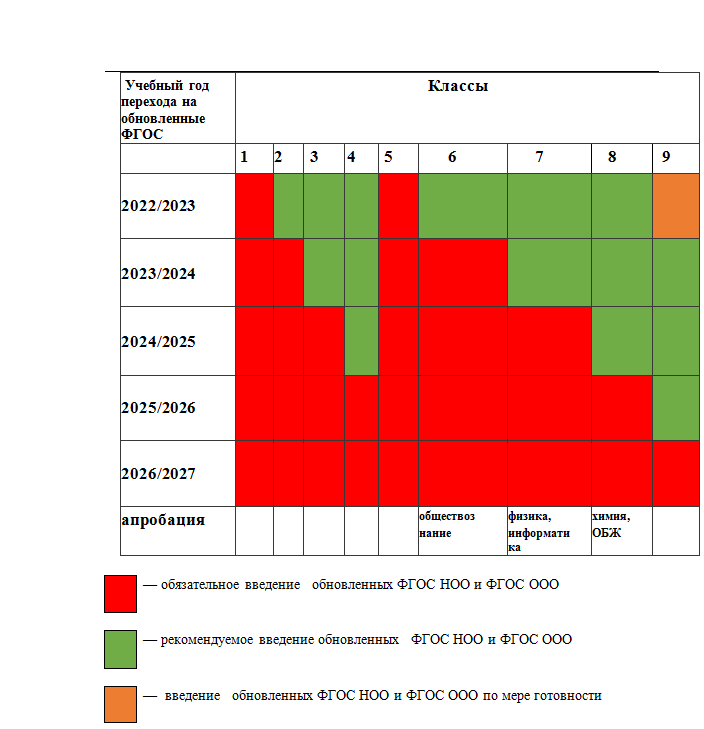 Учебный год
перехода на
обновленные
ФГОС
Классы
1 2 3 4 5 6 7 8 9
2022/2023
2023/2024
2024/2025
2025/2026
2026/2027
апробация
обществоз
нание
физика,
информати
ка
химия,
ОБЖ
— обязательное введение обновленных ФГОС НОО и ФГОС ООО
— рекомендуемое введение обновленных ФГОС НОО и ФГОС ООО
— введение обновленных ФГОС НОО и ФГОС ООО по мере готовности